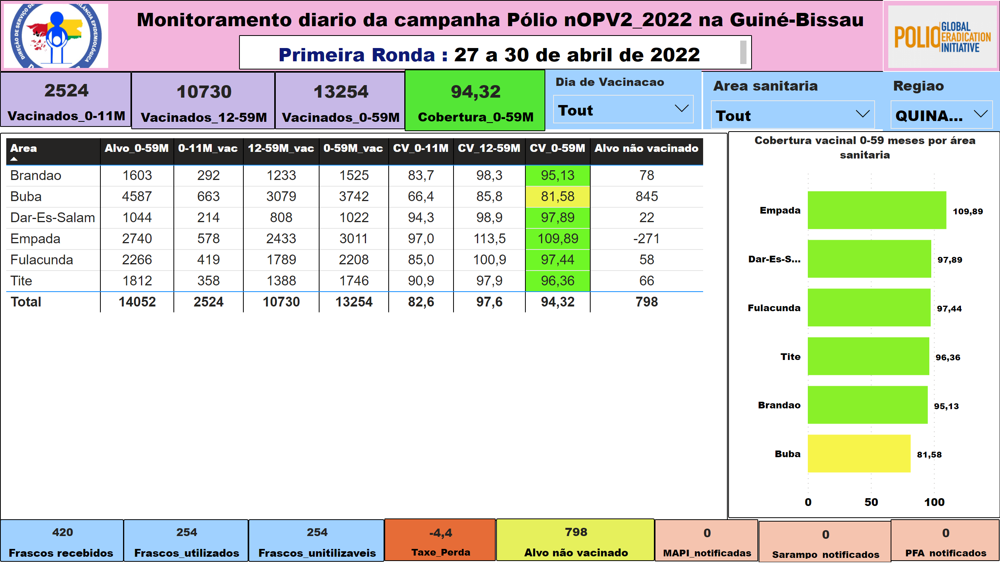 DIREÇÃO DE SERVIÇO DE
VIGILÂNCIA EPIDEMIOLÓGICA
Monitoramento diario da campanha Pólio nOPV2_2022 na Guiné-Bissau
Primeira Ronda : 27 a 30 de abril de 2022
POLIO GLOBAL
ERADICATION
INITIATIVE
2524
Vacinados_0-11M
10730
Vacinados_12-59M
13254
Vacinados_0-59M
94,32
Cobertura_0-59M
Dia de Vacinacao
Tout
Area sanitaria
Tout
Regiao
QUINA...
Area Alvo_0-59M 0-11M_vac 12-59M_vac 0-59M_vac CV_0-11M CV_12-59M CV_0-59M Alvo não vacinado
Brandao 1603 292 1233 1525 83,7 98,3 95,13 78
Buba 4587 663 3079 3742 66,4 85,8 81,58 845
Dar-Es-Salam 1044 214 808 1022 94,3 98,9 97,89 22
Empada 2740 578 2433 3011 97,0 113,5 109,89 -271
Fulacunda 2266 419 1789 2208 85,0 100,9 97,44 58
Tite 1812 358 1388 1746 90,9 97,9 96,36 66
Total 14052 2524 10730 13254 82,6 97,6 94,32 798
Cobertura vacinal 0-59 meses por área
sanitaria
Empada 109,89
Dar-Es-S... 97,89
Fulacunda 97,44
Tite 96,36
Brandao 95,13
Buba 81,58
0 50 100
420
Frascos recebidos
254
Frascos_utilizados
254
Frascos_unitilizaveis
-4,4
Taxe_Perda
798
Alvo não vacinado
0
MAPI_notificadas
0
Sarampo notificados
0
PFA notificados